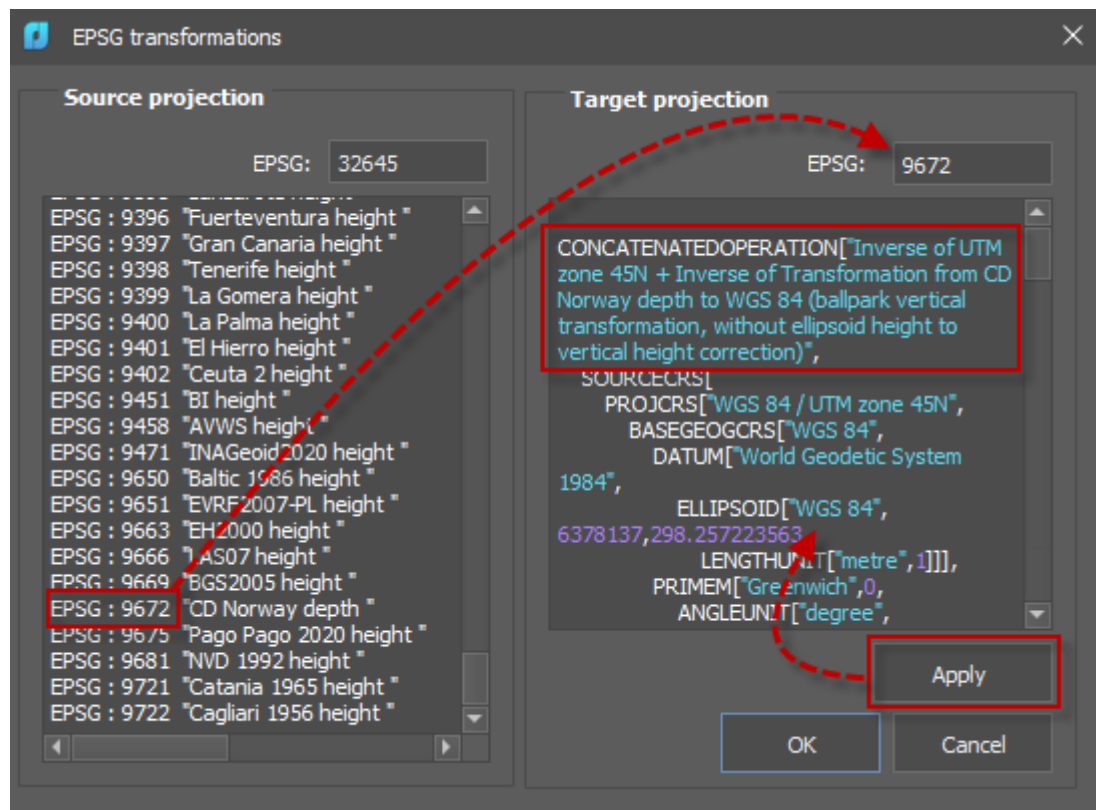 EPSG transformations
Source projection
EPSG: 32645
EPSG : 9396 "Fuerteventura height "
EPSG : 9397 "Gran Canaria height "
EPSG : 9398 "Tenerife height "
EPSG : 9399 "La Gomera height "
EPSG : 9400 "La Palma height "
EPSG : 9401 "El Hierro height "
EPSG : 9402 "Ceuta 2 height "
EPSG : 9451 "BI height "
EPSG : 9458 "AVWS height "
EPSG : 9471 "INAGeoid2020 height "
EPSG : 9650 "Baltic 1986 height "
EPSG : 9651 "EVRF2007-PL height "
EPSG : 9663 "EH2000 height "
EPSG : 9666 "LAS07 height "
EPSG : 9669 "BGS2005 height "
EPSG : 9672 "CD Norway depth "
EPSG : 9675 "Pago Pago 2020 height "
EPSG : 9681 "NVD 1992 height "
EPSG : 9721 "Catania 1965 height "
EPSG : 9722 "Cagliari 1956 height "
Target projection
EPSG: 9672
CONCATENATEDOPERATION["Inverse of UTM
zone 45N + Inverse of Transformation from CD
Norway depth to WGS 84 (ballpark vertical
transformation, without ellipsoid height to
vertical height correction)",
SOURCECRS[
PROJCRS["WGS 84 / UTM zone 45N",
BASEGEOGCRS["WGS 84",
DATUM["World Geodetic System
1984",
ELLIPSOID["WGS 84",
6378137,298.257223563,
LENGTHUNIT["metre",1]]],
PRIMEM["Greenwich",0,
ANGLEUNIT["degree",
Apply
OK
Cancel